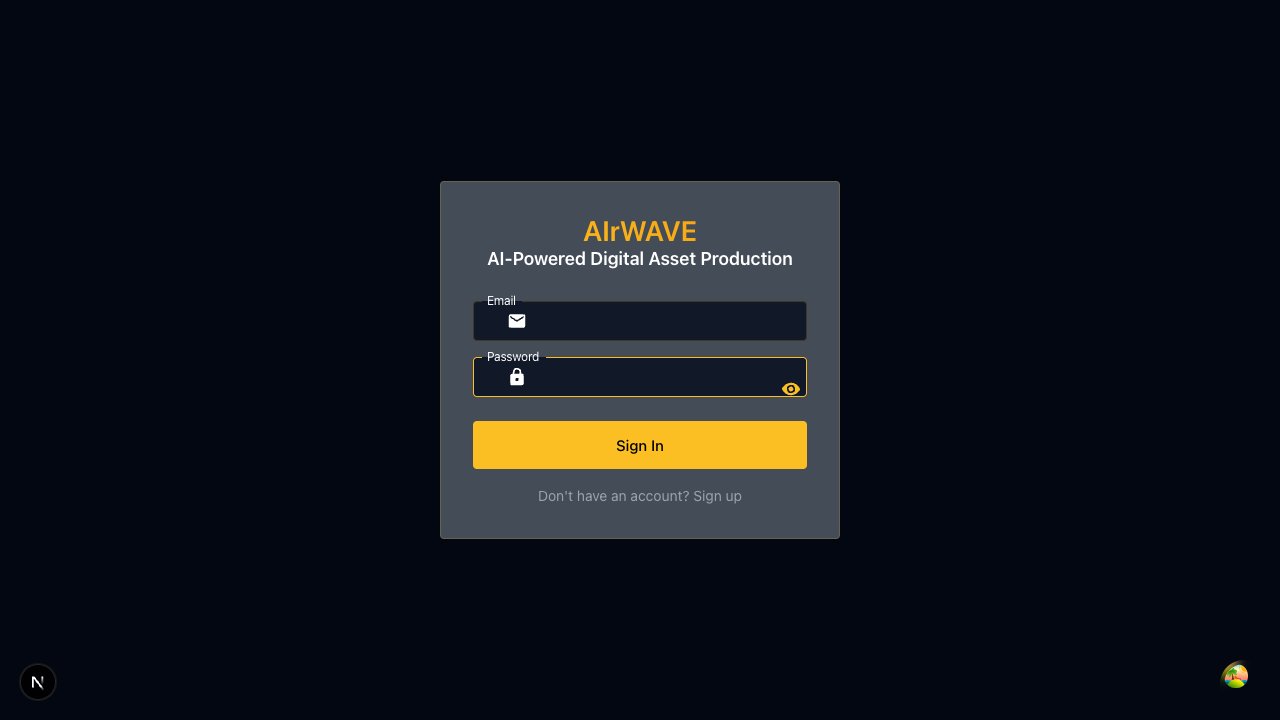 AIrWAVE
AI-Powered Digital Asset Production
Email
Password
Sign In
Don't have an account? Sign up
N